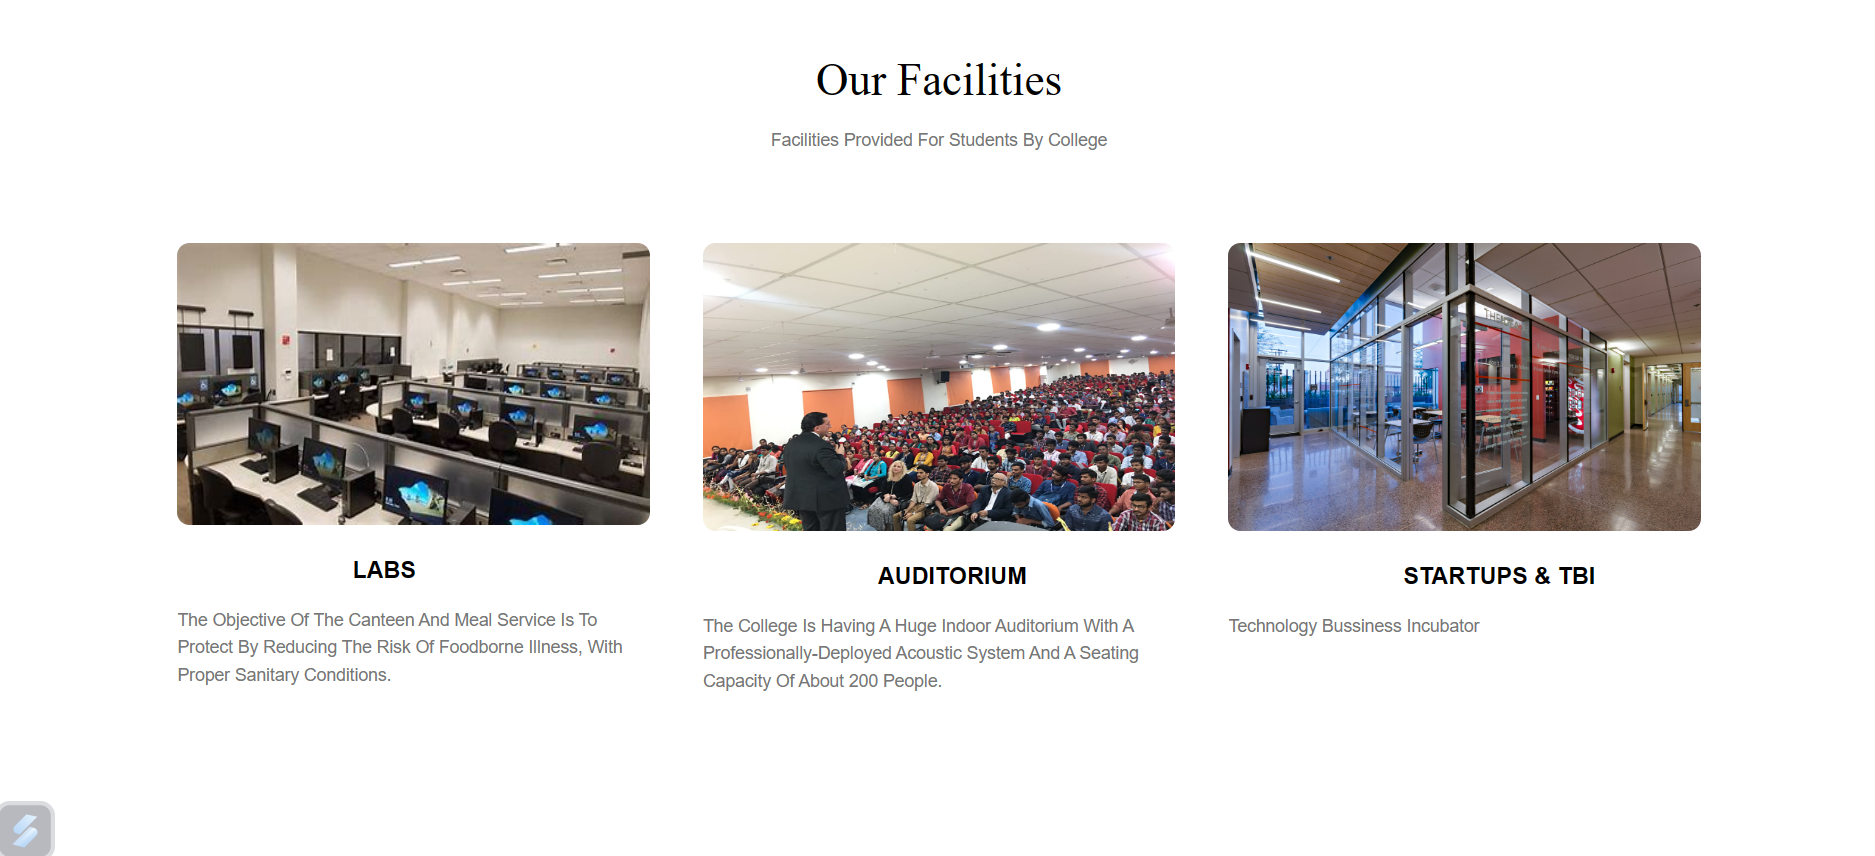 Our Facilities
Facilities Provided For Students By College
LABS
The Objective Of The Canteen And Meal Service Is To
Protect By Reducing The Risk Of Foodborne Illness, With
Proper Sanitary Conditions.
AUDITORIUM
The College Is Having A Huge Indoor Auditorium With A
Professionally-Deployed Acoustic System And A Seating
Capacity Of About 200 People.
STARTUPS & TBI
Technology Bussiness Incubator